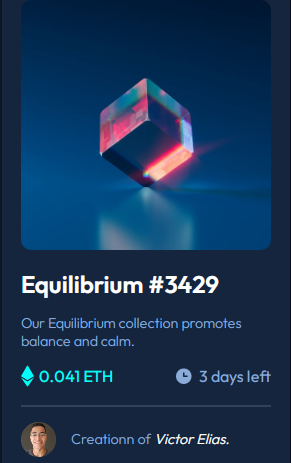 Equilibrium #3429
Our Equilibrium collection promotes
balance and calm.
0.041 ETH
3 days left
Creationn of Victor Elias.